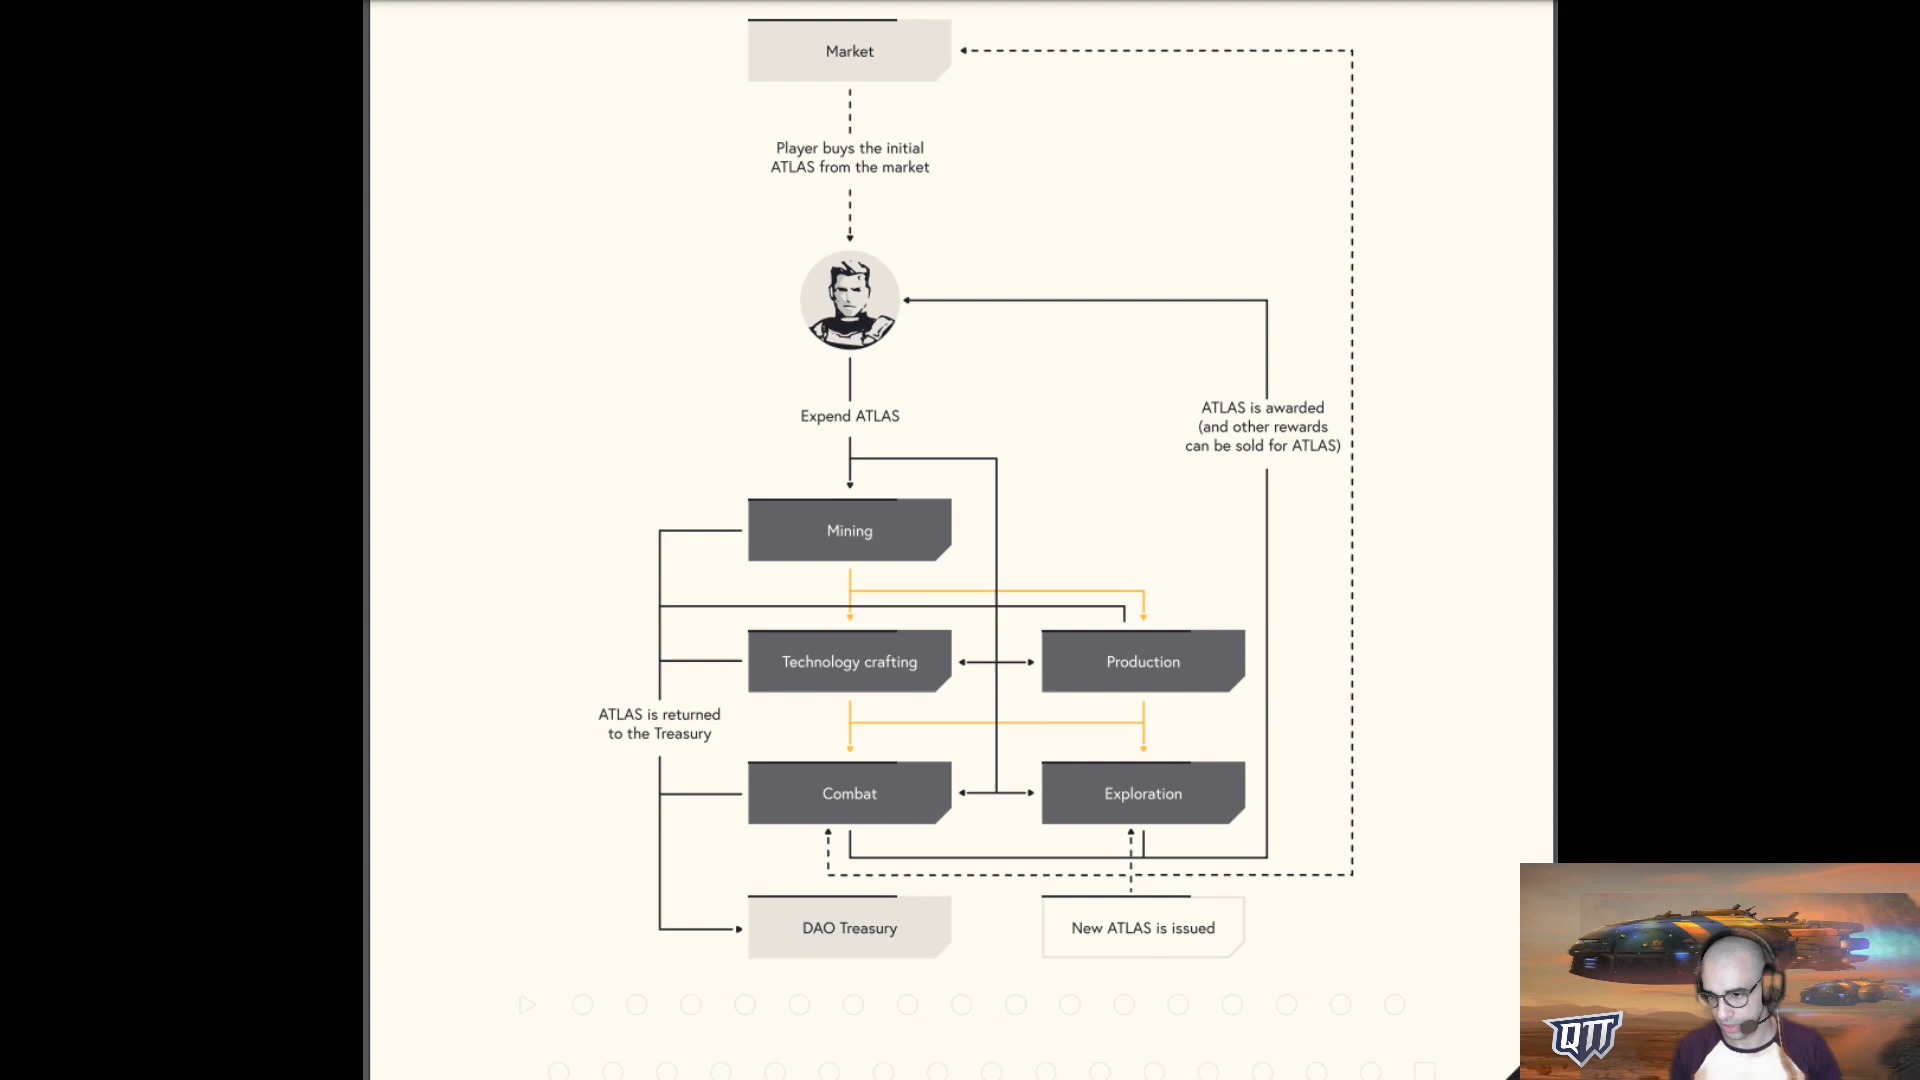 Market
Player buys the initial
ATLAS from the market
Expend ATLAS
ATLAS is awarded
(and other rewards
can be sold for ATLAS)
Mining
Technology crafting
Production
ATLAS is returned
to the Treasury
Combat
Exploration
DAO Treasury
New ATLAS is issued
QTT